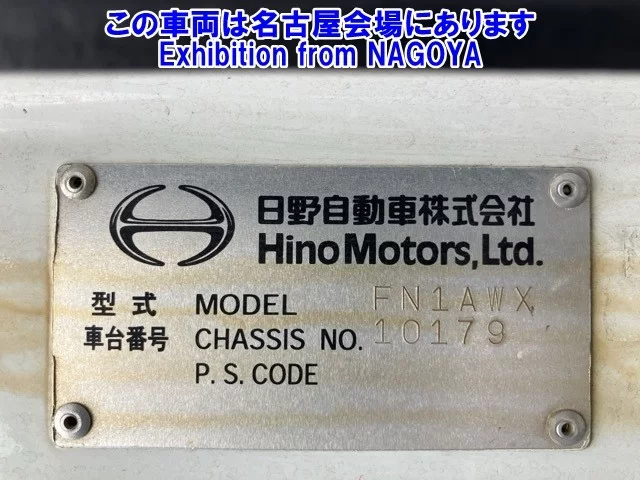 この車両は名古屋会場にあります
Exhibition from NAGOYA
日野自動車株式会社
Hino Motors, Ltd.
型式 MODEL FN1AWX
車台番号 CHASSIS NO. 10179
P. S. CODE